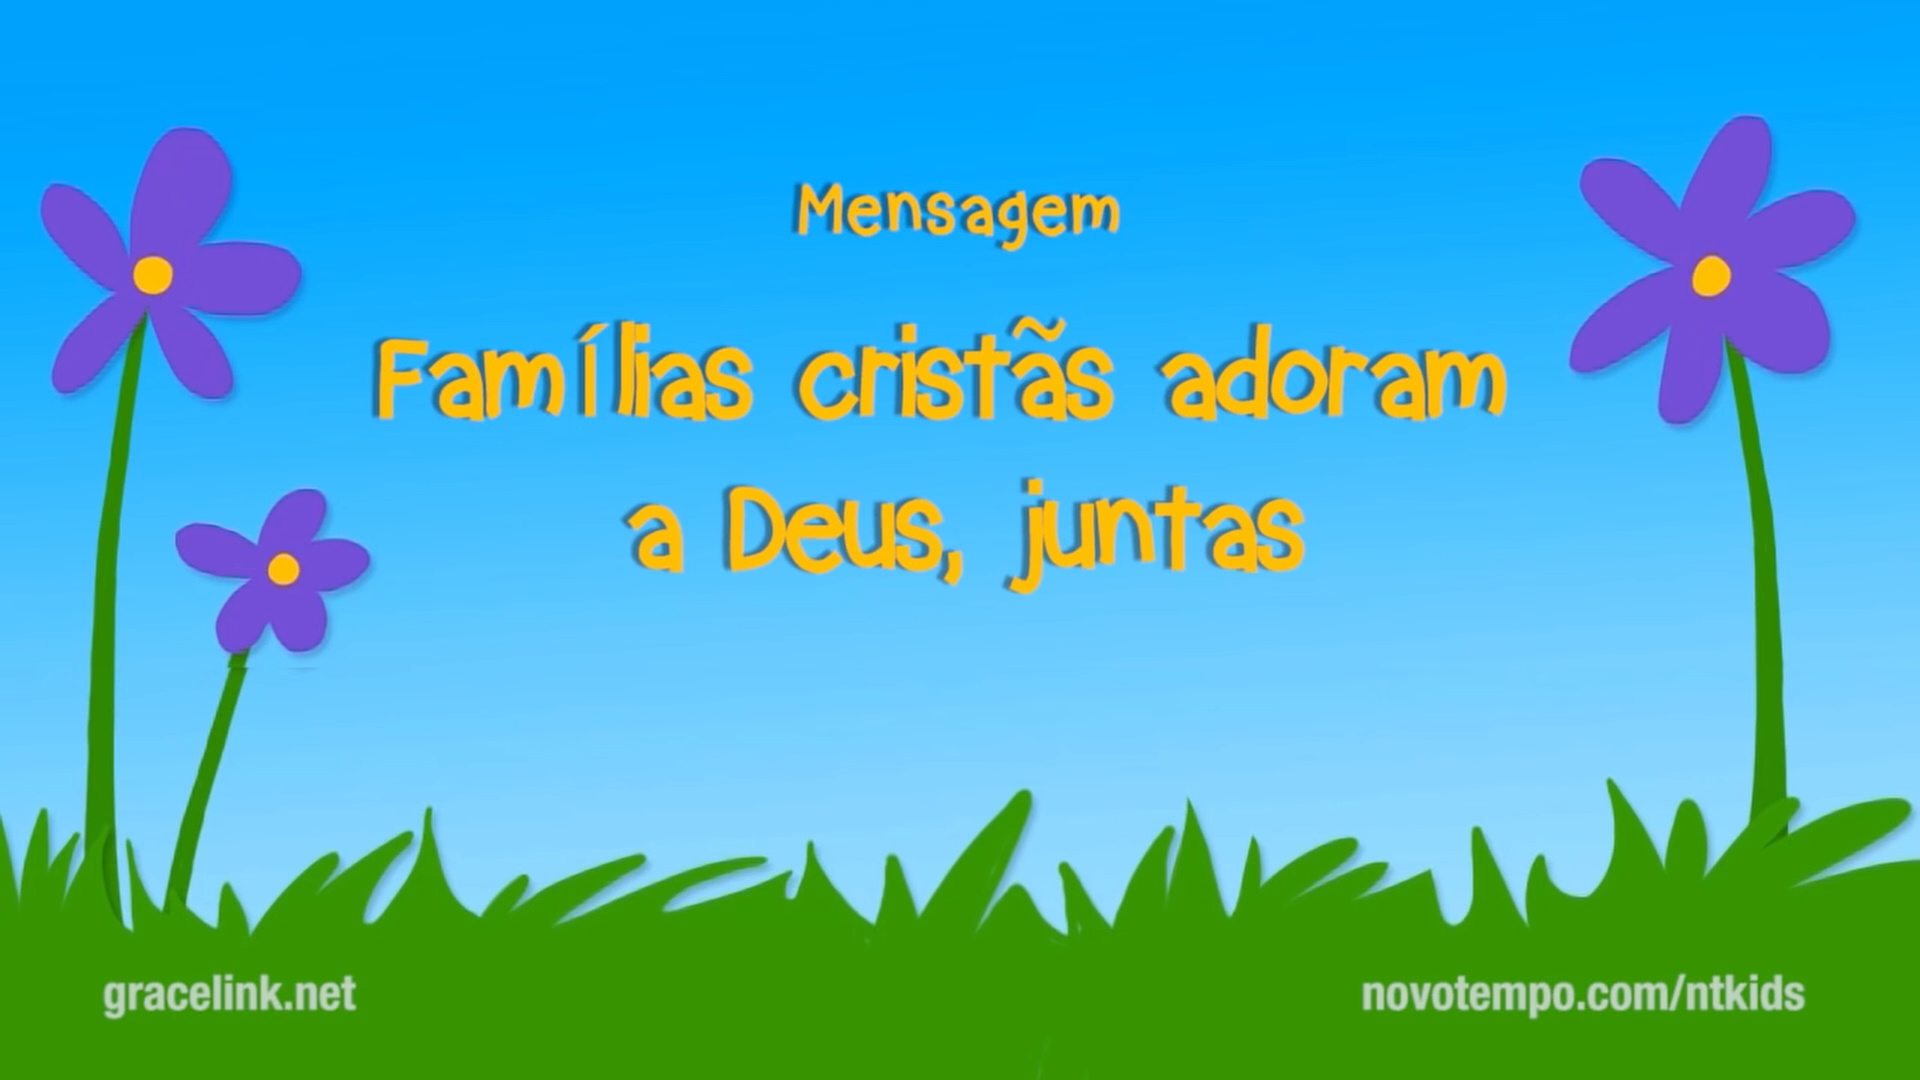 Mensagem
Famílias cristãs adoram
a Deus, juntas
gracelink.net
novotempo.com/ntkids